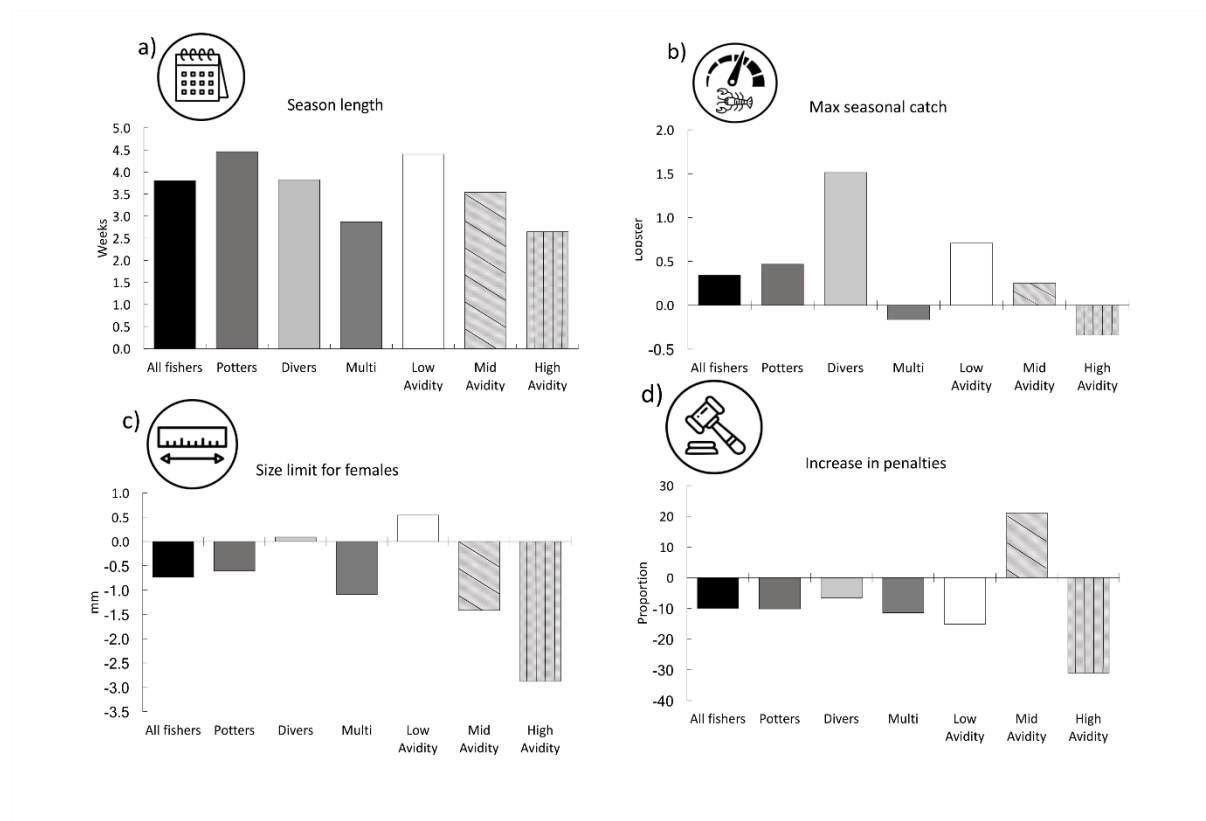 a)
Season length
Weeks
5.0
4.5
4.0
3.5
3.0
2.5
2.0
1.5
1.0
0.5
0.0
All fishers Potters Divers Multi Low Mid High
Avidity Avidity Avidity
b)
Max seasonal catch
Lobster
2.0
1.5
1.0
0.5
0.0
-0.5
All fishers Potters Divers Multi Low Mid High
Avidity Avidity Avidity
c)
Size limit for females
mm
1.0
0.5
0.0
-0.5
-1.0
-1.5
-2.0
-2.5
-3.0
-3.5
All fishers Potters Divers Multi Low Mid High
Avidity Avidity Avidity
d)
Increase in penalties
Proportion
30
20
10
0
-10
-20
-30
-40
All fishers Potters Divers Multi Low Mid High
Avidity Avidity Avidity